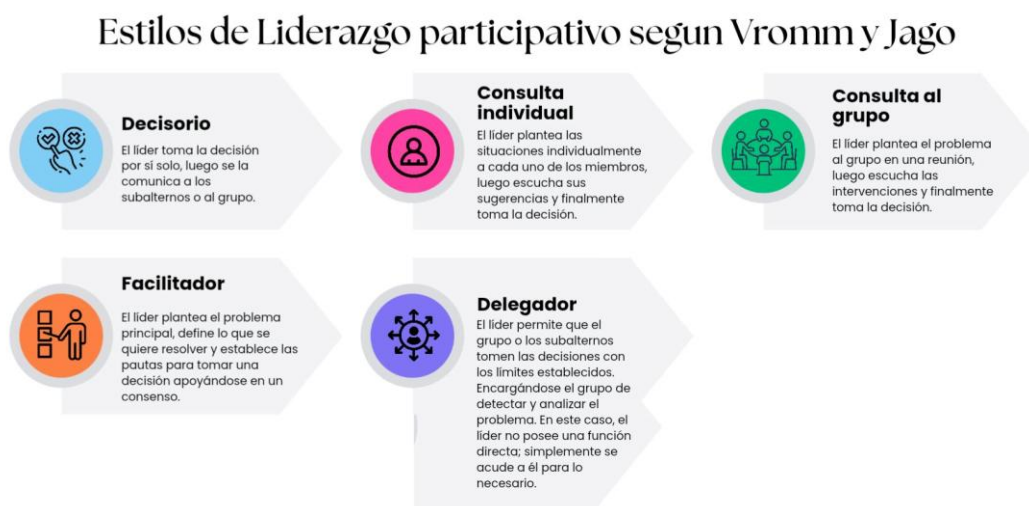 Estilos de Liderazgo participativo segun Vromm y Jago
Decisorio
El líder toma la decisión
por sí solo, luego se la
comunica a los
subalternos o al grupo.
Consulta
individual
El líder plantea las
situaciones individualmente
a cada uno de los miembros,
luego escucha sus
sugerencias y finalmente
toma la decisión.
Consulta al
grupo
El líder plantea el problema
al grupo en una reunión,
luego escucha las
intervenciones y finalmente
toma la decisión.
Facilitador
El líder plantea el problema
principal, define lo que se
quiere resolver y establece las
pautas para tomar una
decisión apoyándose en un
consenso.
Delegador
El líder permite que el
grupo o los subalternos
tomen las decisiones con
los límites establecidos.
Encargándose el grupo de
detectar y analizar el
problema. En este caso, el
líder no posee una función
directa; simplemente se
acude a él para lo
necesario.